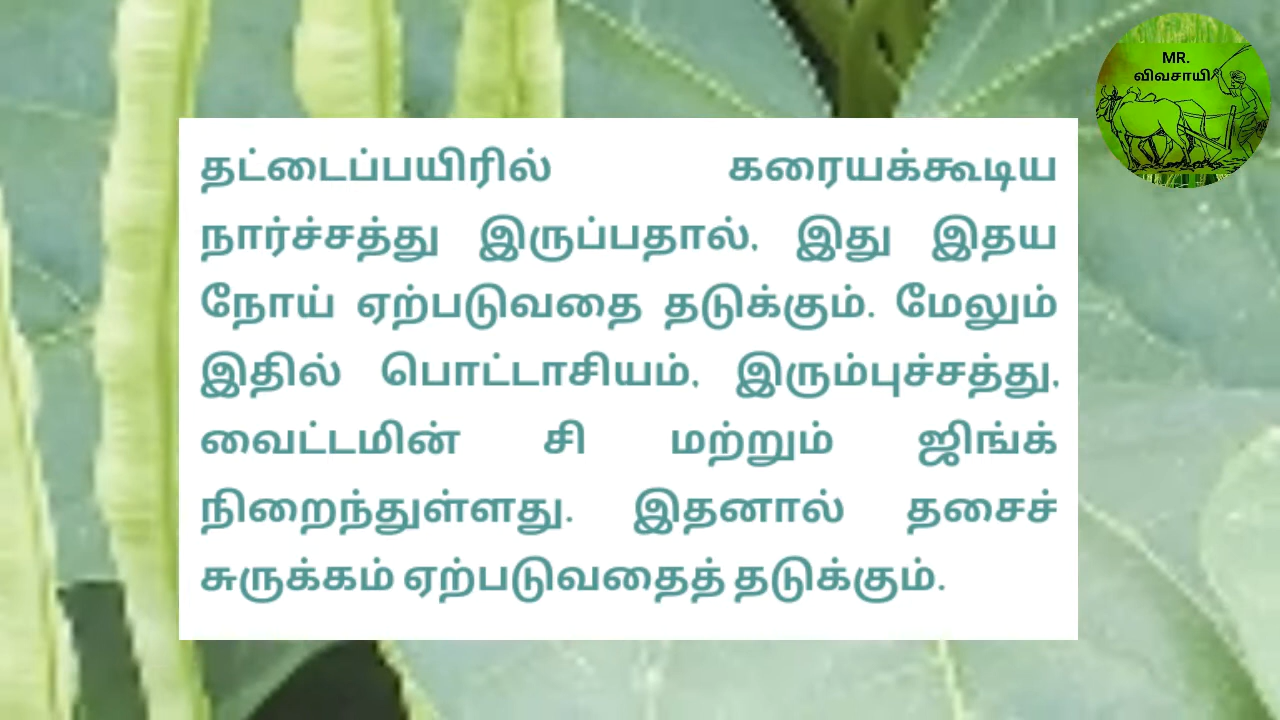 MR.
விவசாயி
தட்டைப்பயிரில் கரையக்கூடிய
நார்ச்சத்து இருப்பதால், இது இதய
நோய் ஏற்படுவதை தடுக்கும். மேலும்
இதில் பொட்டாசியம், இரும்புச்சத்து,
வைட்டமின் சி மற்றும் ஜிங்க்
நிறைந்துள்ளது. இதனால் தசைச்
சுருக்கம் ஏற்படுவதைத் தடுக்கும்.